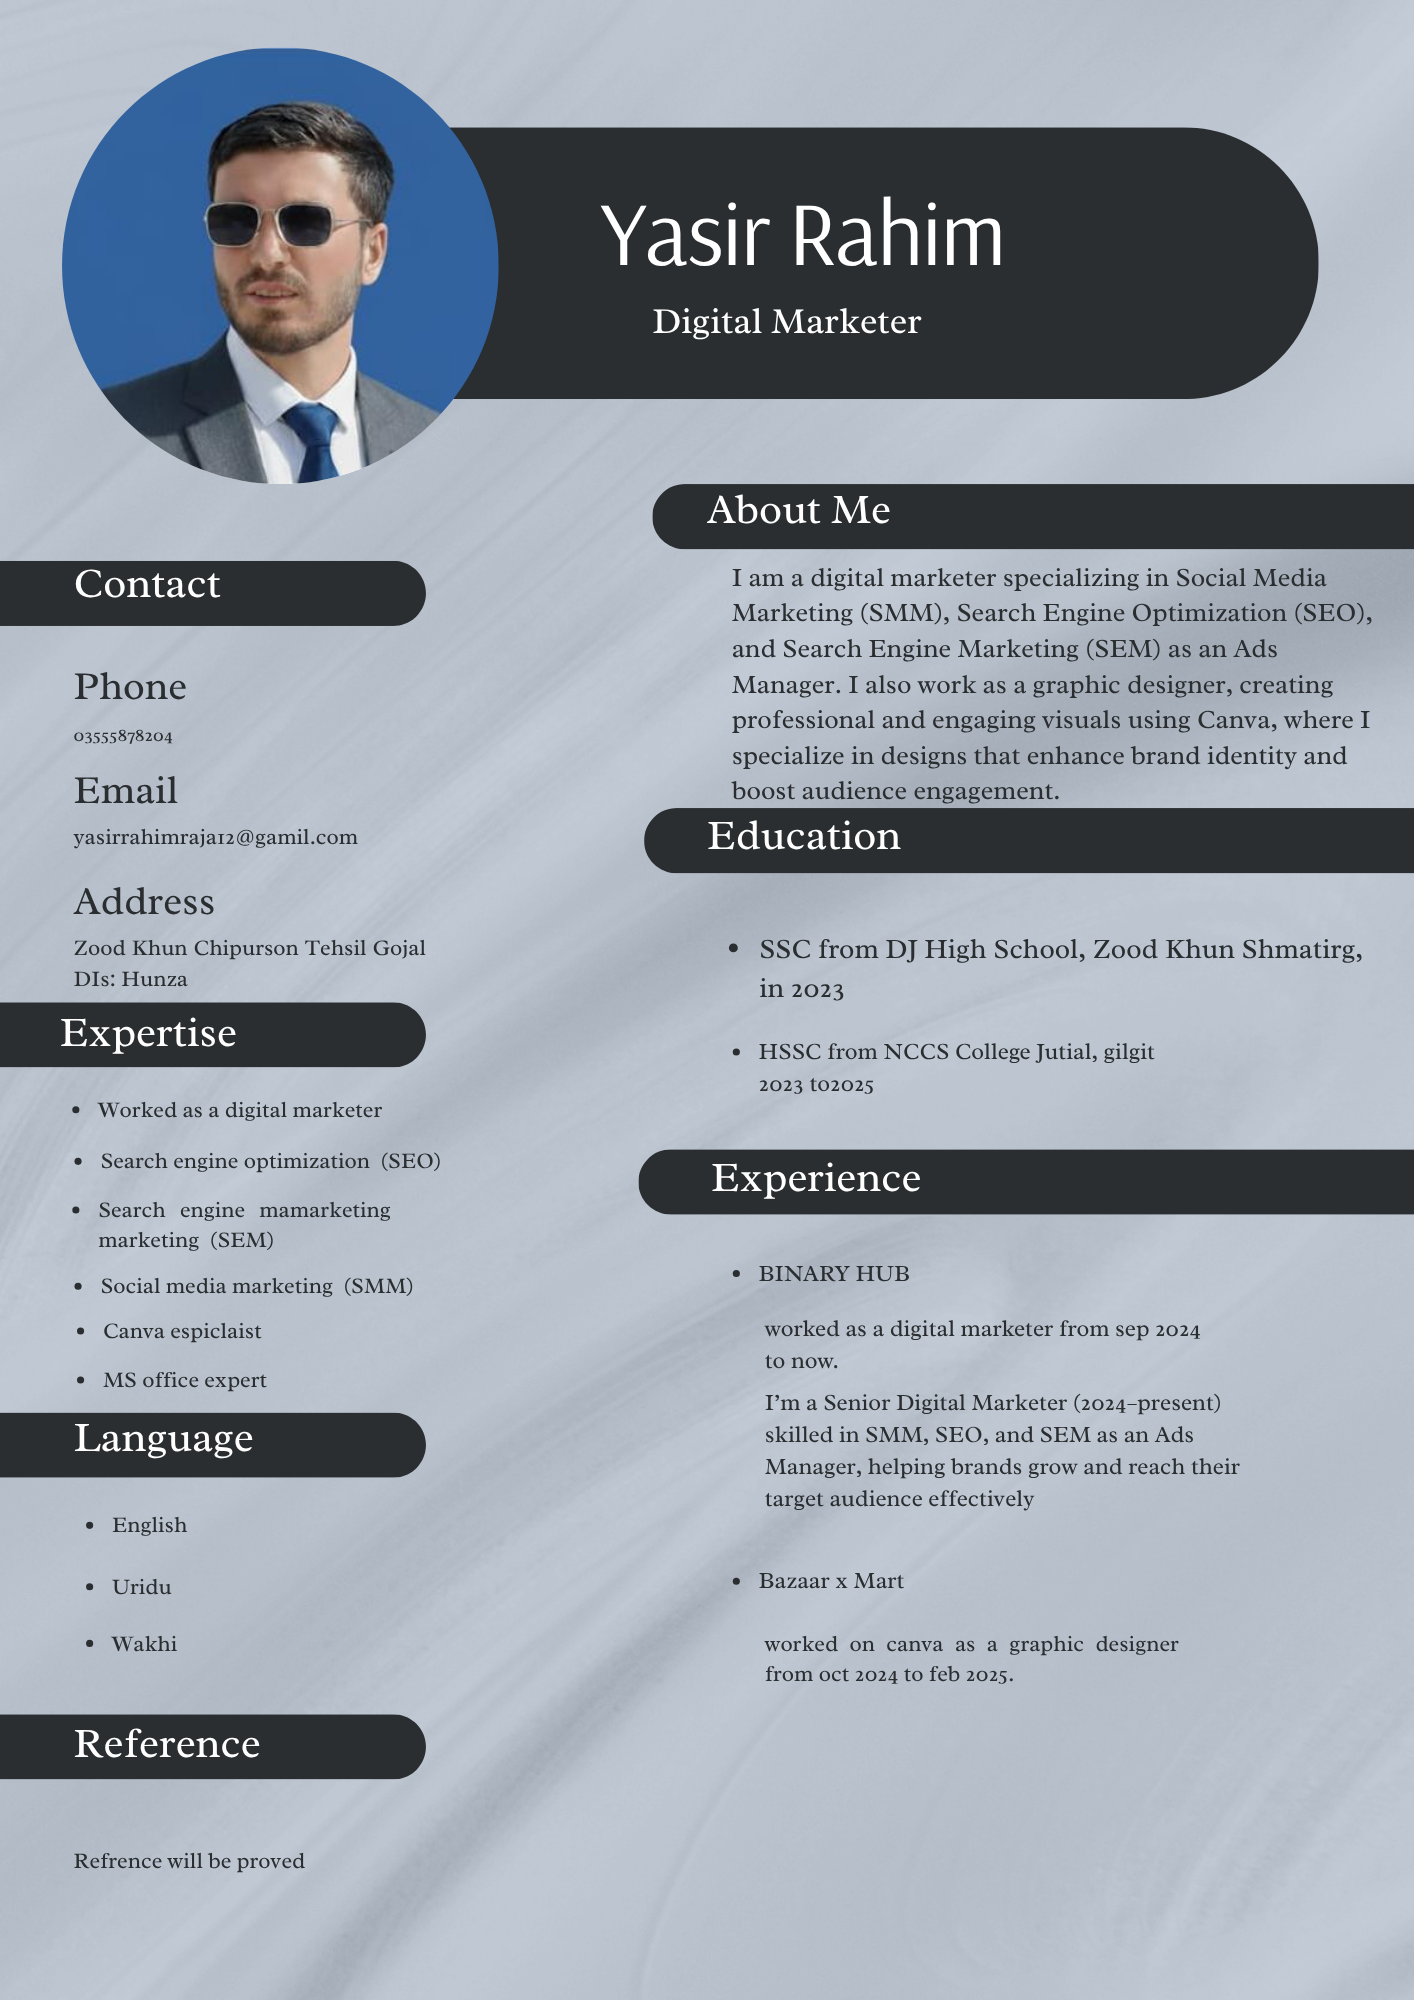 Yasir Rahim
Digital Marketer
Contact
Phone
03555878204
Email
yasirrahimraja12@gamil.com
Address
Zood Khun Chipurson Tehsil Gojal
DIs: Hunza
Expertise
• Worked as a digital marketer
• Search engine optimization (SEO)
• Search engine mamarketing
marketing (SEM)
• Social media marketing (SMM)
• Canva espiclaist
• MS office expert
Language
• English
• Uridu
• Wakhi
Reference
Refrence will be proved
About Me
I am a digital marketer specializing in Social Media
Marketing (SMM), Search Engine Optimization (SEO),
and Search Engine Marketing (SEM) as an Ads
Manager. I also work as a graphic designer, creating
professional and engaging visuals using Canva, where I
specialize in designs that enhance brand identity and
boost audience engagement.
Education
• SSC from DJ High School, Zood Khun Shmatirg,
in 2023
• HSSC from NCCS College Jutial, gilgit
2023 to2025
Experience
• BINARY HUB
worked as a digital marketer from sep 2024
to now.
I’m a Senior Digital Marketer (2024–present)
skilled in SMM, SEO, and SEM as an Ads
Manager, helping brands grow and reach their
target audience effectively
• Bazaar x Mart
worked on canva as a graphic designer
from oct 2024 to feb 2025.